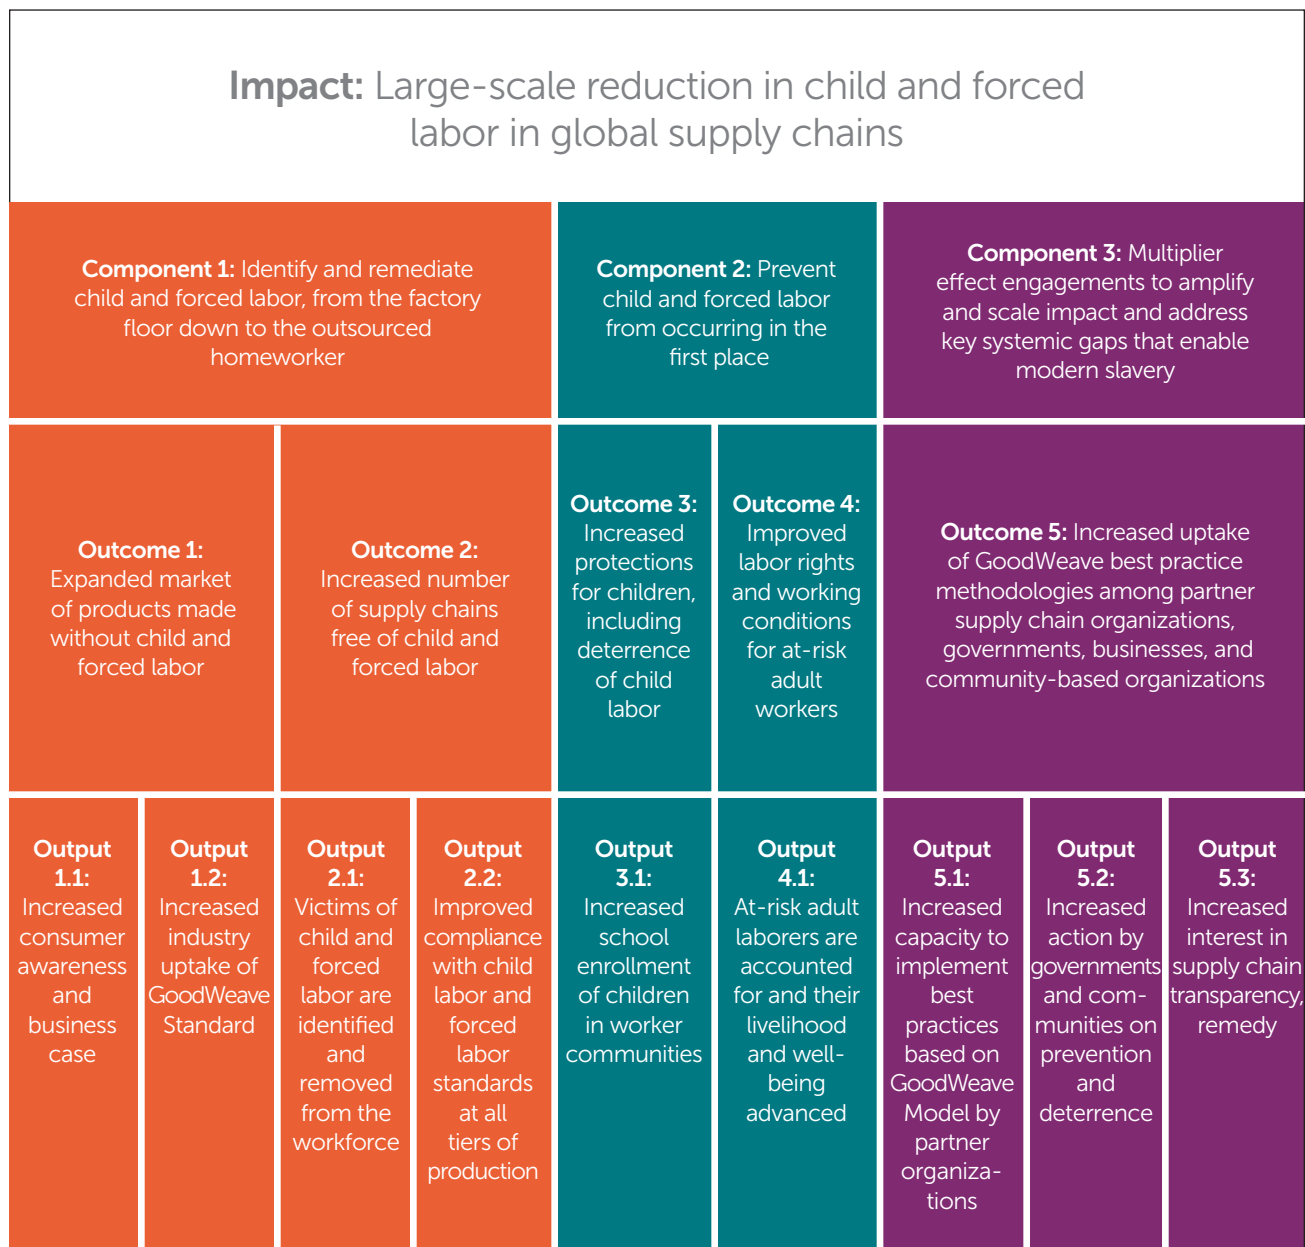 Impact: Large-scale reduction in child and forced
labor in global supply chains
Component 1: Identify and remediate
child and forced labor, from the factory
floor down to the outsourced
homeworker
Component 2: Prevent
child and forced labor
from occurring in the
first place
Component 3: Multiplier
effect engagements to amplify
and scale impact and address
key systemic gaps that enable
modern slavery
Outcome 1:
Expanded market
of products made
without child and
forced labor
Outcome 2:
Increased number
of supply chains
free of child and
forced labor
Outcome 3:
Increased
protections
for children,
including
deterrence
of child
labor
Outcome 4:
Improved
labor rights
and working
conditions
for at-risk
adult
workers
Outcome 5: Increased uptake
of GoodWeave best practice
methodologies among partner
supply chain organizations,
governments, businesses, and
community-based organizations
Output
1.1:
Increased
consumer
awareness
and
business
case
Output
1.2:
Increased
industry
uptake of
GoodWeave
Standard
Output
2.1:
Victims of
child and
forced
labor are
identified
and
removed
from the
workforce
Output
2.2:
Improved
compliance
with child
labor and
forced
labor
standards
at all
tiers of
production
Output
3.1:
Increased
school
enrollment
of children
in worker
communities
Output
4.1:
At-risk adult
laborers are
accounted
for and their
livelihood
and well-
being
advanced
Output
5.1:
Increased
capacity to
implement
best
practices
based on
GoodWeave
Model by
partner
organiza-
tions
Output
5.2:
Increased
action by
governments
and com-
munities on
prevention
and
deterrence
Output
5.3:
Increased
interest in
supply chain
transparency,
remedy